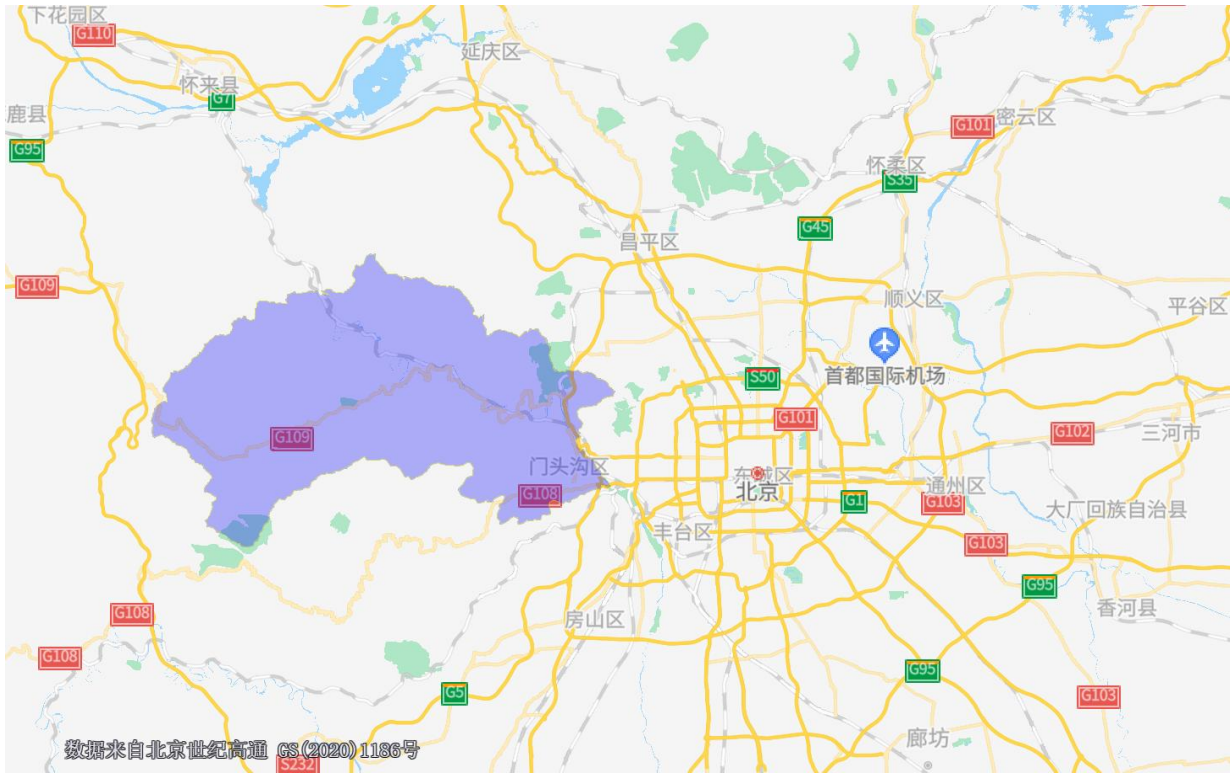 下花园区
G110
延庆区
怀来县
G7
鹿县
G95
G101
密云区
怀柔区
S35
G45
昌平区
G109
顺义区
平谷区
首都国际机场
S50
G101
G109
G102
三河市
门头沟区
东城区
北京
通州区
G108
G1
G103
大厂回族自治县
丰台区
G103
G95
香河县
G108
房山区
G108
G95
G5
G103
廊坊
数据来自北京世纪高通 GS(2020)1186号
S232